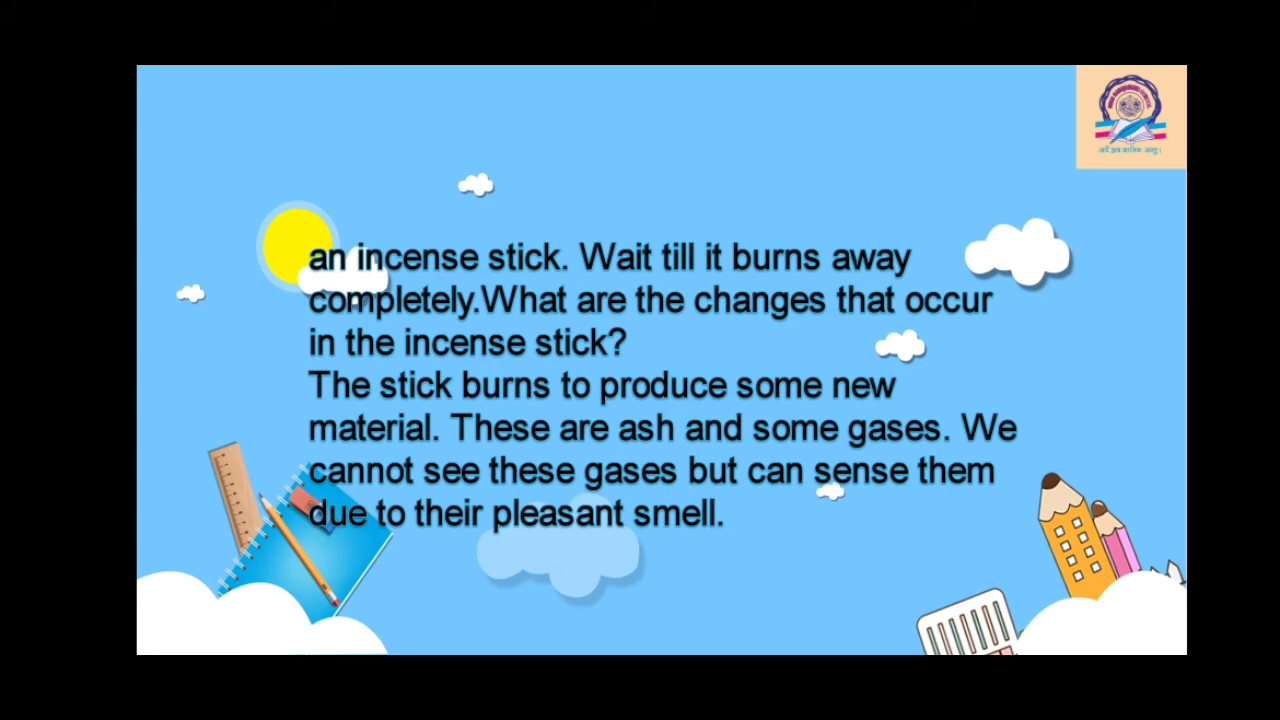 an incense stick. Wait till it burns away
completely.What are the changes that occur
in the incense stick?
The stick burns to produce some new
material. These are ash and some gases. We
cannot see these gases but can sense them
due to their pleasant smell.